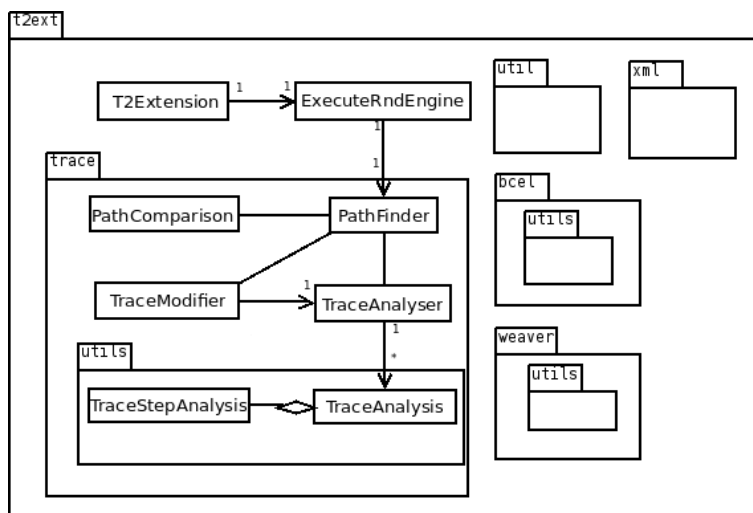 t2ext
util
xml
T2Extension
1
1
ExecuteRndEngine
1
1
trace
PathComparison
PathFinder
bcel
utils
TraceModifier
1
TraceAnalyser
1
*
weaver
utils
utils
TraceStepAnalysis
TraceAnalysis